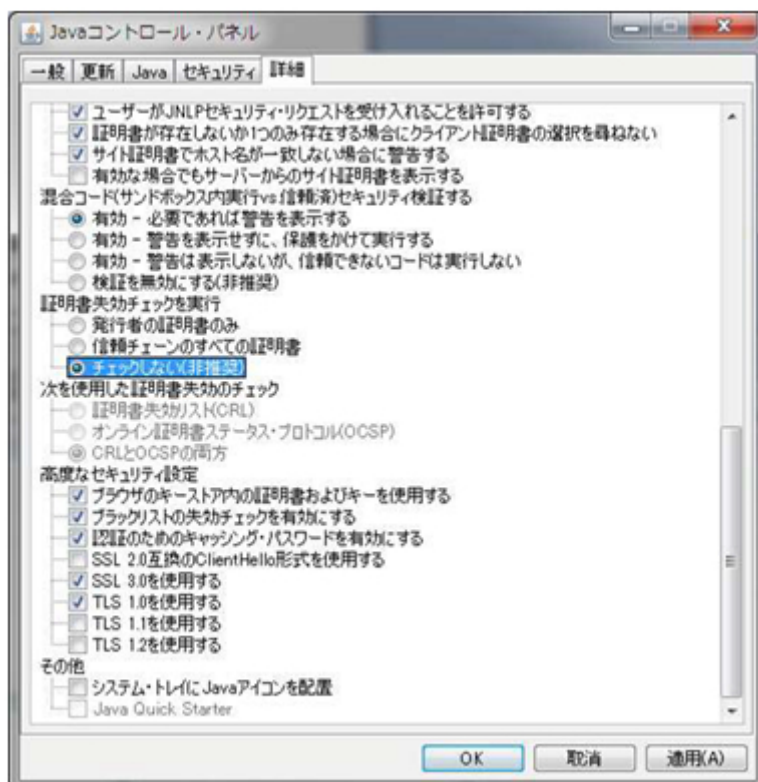 Javaコントロール・パネル
一般 更新 Java セキュリティ 詳細
ユーザーがJNLPセキュリティ・リクエストを受け入れることを許可する
証明書が存在しないか1つのみ存在する場合にクライアント証明書の選択を尋ねない
サイト証明書でホスト名が一致しない場合に警告する
有効な場合でもサーバーからのサイト証明書を表示する
混合コード(サンドボックス内実行vs.信頼済)セキュリティ検証する
有効 - 必要であれば警告を表示する
有効 - 警告を表示せずに、保護をかけて実行する
有効 - 警告は表示しないが、信頼できないコードは実行しない
検証を無効にする(非推奨)
証明書失効チェックを実行
発行者の証明書のみ
信頼チェーンのすべての証明書
チェックしない(非推奨)
次を使用した証明書失効のチェック
証明書失効リスト(CRL)
オンライン証明書ステータス・プロトコル(OCSP)
CRLとOCSPの両方
高度なセキュリティ設定
ブラウザのキーストア内の証明書およびキーを使用する
ブラックリストの失効チェックを有効にする
認証のためのキャッシング・パスワードを有効にする
SSL 2.0互換のClientHello形式を使用する
SSL 3.0を使用する
TLS 1.0を使用する
TLS 1.1を使用する
TLS 1.2を使用する
その他
システム・トレイにJavaアイコンを配置
Java Quick Starter
OK 取消 適用(A)